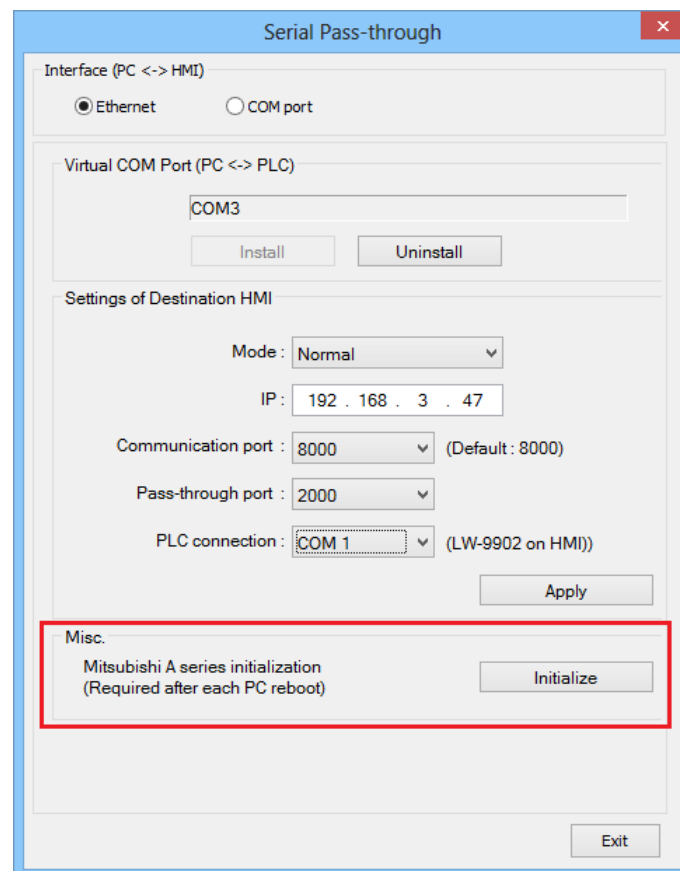 Serial Pass-through
Interface (PC <-> HMI)
Ethernet COM port
Virtual COM Port (PC <-> PLC)
COM3
Install Uninstall
Settings of Destination HMI
Mode : Normal
IP : 192 . 168 . 3 . 47
Communication port : 8000 (Default : 8000)
Pass-through port : 2000
PLC connection : COM 1 (LW-9902 on HMI))
Apply
Misc.
Mitsubishi A series initialization
(Required after each PC reboot) Initialize
Exit